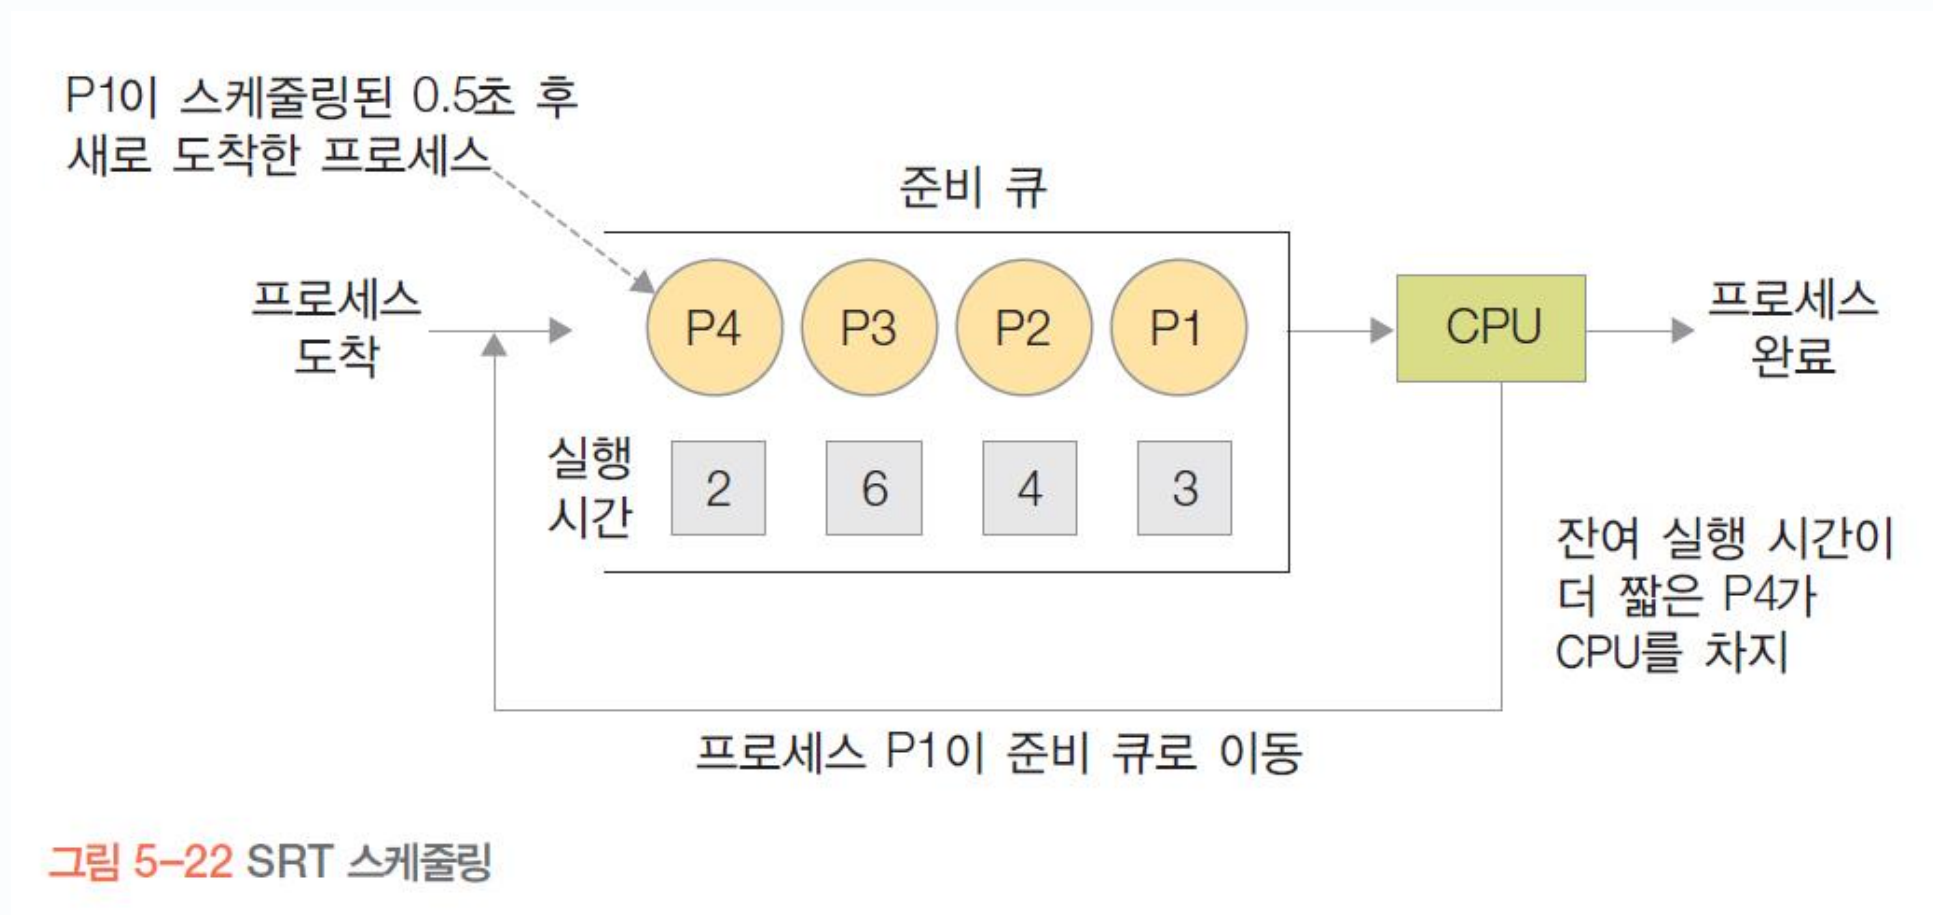 P1이 스케줄링된 0.5초 후
새로 도착한 프로세스
준비 큐
프로세스
도착
P4
P3
P2
P1
CPU
프로세스
완료
실행
시간
2
6
4
3
잔여 실행 시간이
더 짧은 P4가
CPU를 차지
프로세스 P1이 준비 큐로 이동
그림 5-22 SRT 스케줄링